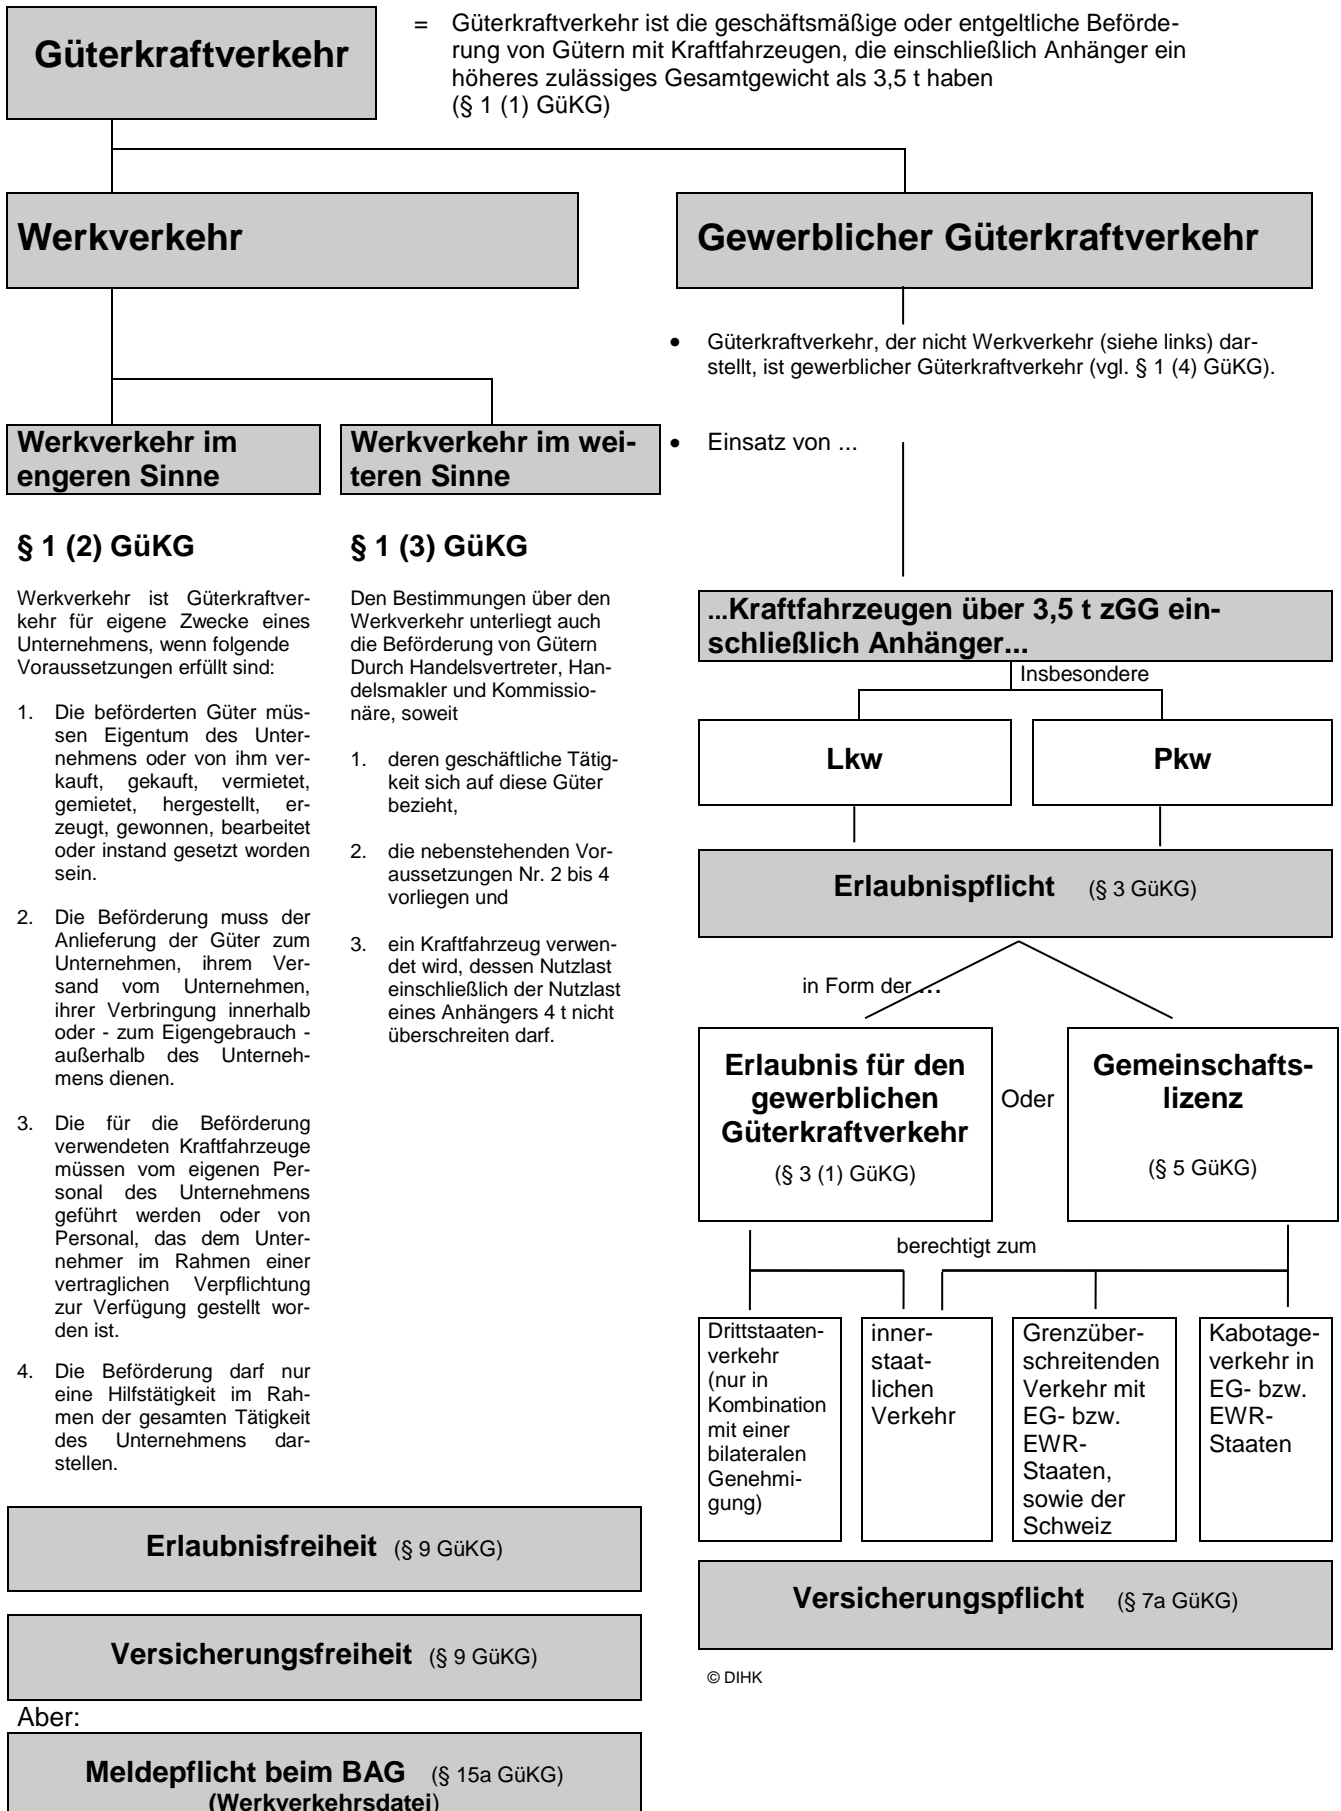 Güterkraftverkehr
= Güterkraftverkehr ist die geschäftsmäßige oder entgeltliche Beförde-
rung von Gütern mit Kraftfahrzeugen, die einschließlich Anhänger ein
höheres zulässiges Gesamtgewicht als 3,5 t haben
(§ 1 (1) GüKG)
Werkverkehr
Werkverkehr im
engeren Sinne
§ 1 (2) GüKG
Werkverkehr ist Güterkraftver-
kehr für eigene Zwecke eines
Unternehmens, wenn folgende
Voraussetzungen erfüllt sind:
1. Die beförderten Güter müs-
sen Eigentum des Unter-
nehmens oder von ihm ver-
kauft, gekauft, vermietet,
gemietet, hergestellt, er-
zeugt, gewonnen, bearbeitet
oder instand gesetzt worden
sein.
2. Die Beförderung muss der
Anlieferung der Güter zum
Unternehmen, ihrem Ver-
sand vom Unternehmen,
ihrer Verbringung innerhalb
oder - zum Eigengebrauch -
außerhalb des Unterneh-
mens dienen.
3. Die für die Beförderung
verwendeten Kraftfahrzeuge
müssen vom eigenen Per-
sonal des Unternehmens
geführt werden oder von
Personal, das dem Unter-
nehmer im Rahmen einer
vertraglichen Verpflichtung
zur Verfügung gestellt wor-
den ist.
4. Die Beförderung darf nur
eine Hilfstätigkeit im Rah-
men der gesamten Tätigkeit
des Unternehmens dar-
stellen.
Werkverkehr im wei-
teren Sinne
§ 1 (3) GüKG
Den Bestimmungen über den
Werkverkehr unterliegt auch
die Beförderung von Gütern
Durch Handelsvertreter, Han-
delsmakler und Kommissio-
näre, soweit
1. deren geschäftliche Tätig-
keit sich auf diese Güter
bezieht,
2. die nebenstehenden Vor-
aussetzungen Nr. 2 bis 4
vorliegen und
3. ein Kraftfahrzeug verwen-
det wird, dessen Nutzlast
einschließlich der Nutzlast
eines Anhängers 4 t nicht
überschreiten darf.
Erlaubnisfreiheit (§ 9 GüKG)
Versicherungsfreiheit (§ 9 GüKG)
Aber:
Meldepflicht beim BAG (§ 15a GüKG)
(Werkverkehrsdatei)
Gewerblicher Güterkraftverkehr
• Güterkraftverkehr, der nicht Werkverkehr (siehe links) dar-
stellt, ist gewerblicher Güterkraftverkehr (vgl. § 1 (4) GüKG).
• Einsatz von ...
...Kraftfahrzeugen über 3,5 t zGG ein-
schließlich Anhänger...
Insbesondere
Lkw
Pkw
Erlaubnispflicht (§ 3 GüKG)
in Form der ...
Erlaubnis für den
gewerblichen
Güterkraftverkehr
(§ 3 (1) GüKG)
Oder
Gemeinschafts-
lizenz
(§ 5 GüKG)
berechtigt zum
Drittstaaten-
verkehr
(nur in
Kombination
mit einer
bilateralen
Genehmi-
gung)
inner-
staat-
lichen
Verkehr
Grenzüber-
schreitenden
Verkehr mit
EG- bzw.
EWR-
Staaten,
sowie der
Schweiz
Kabotage-
verkehr in
EG- bzw.
EWR-
Staaten
Versicherungspflicht (§ 7a GüKG)
© DIHK